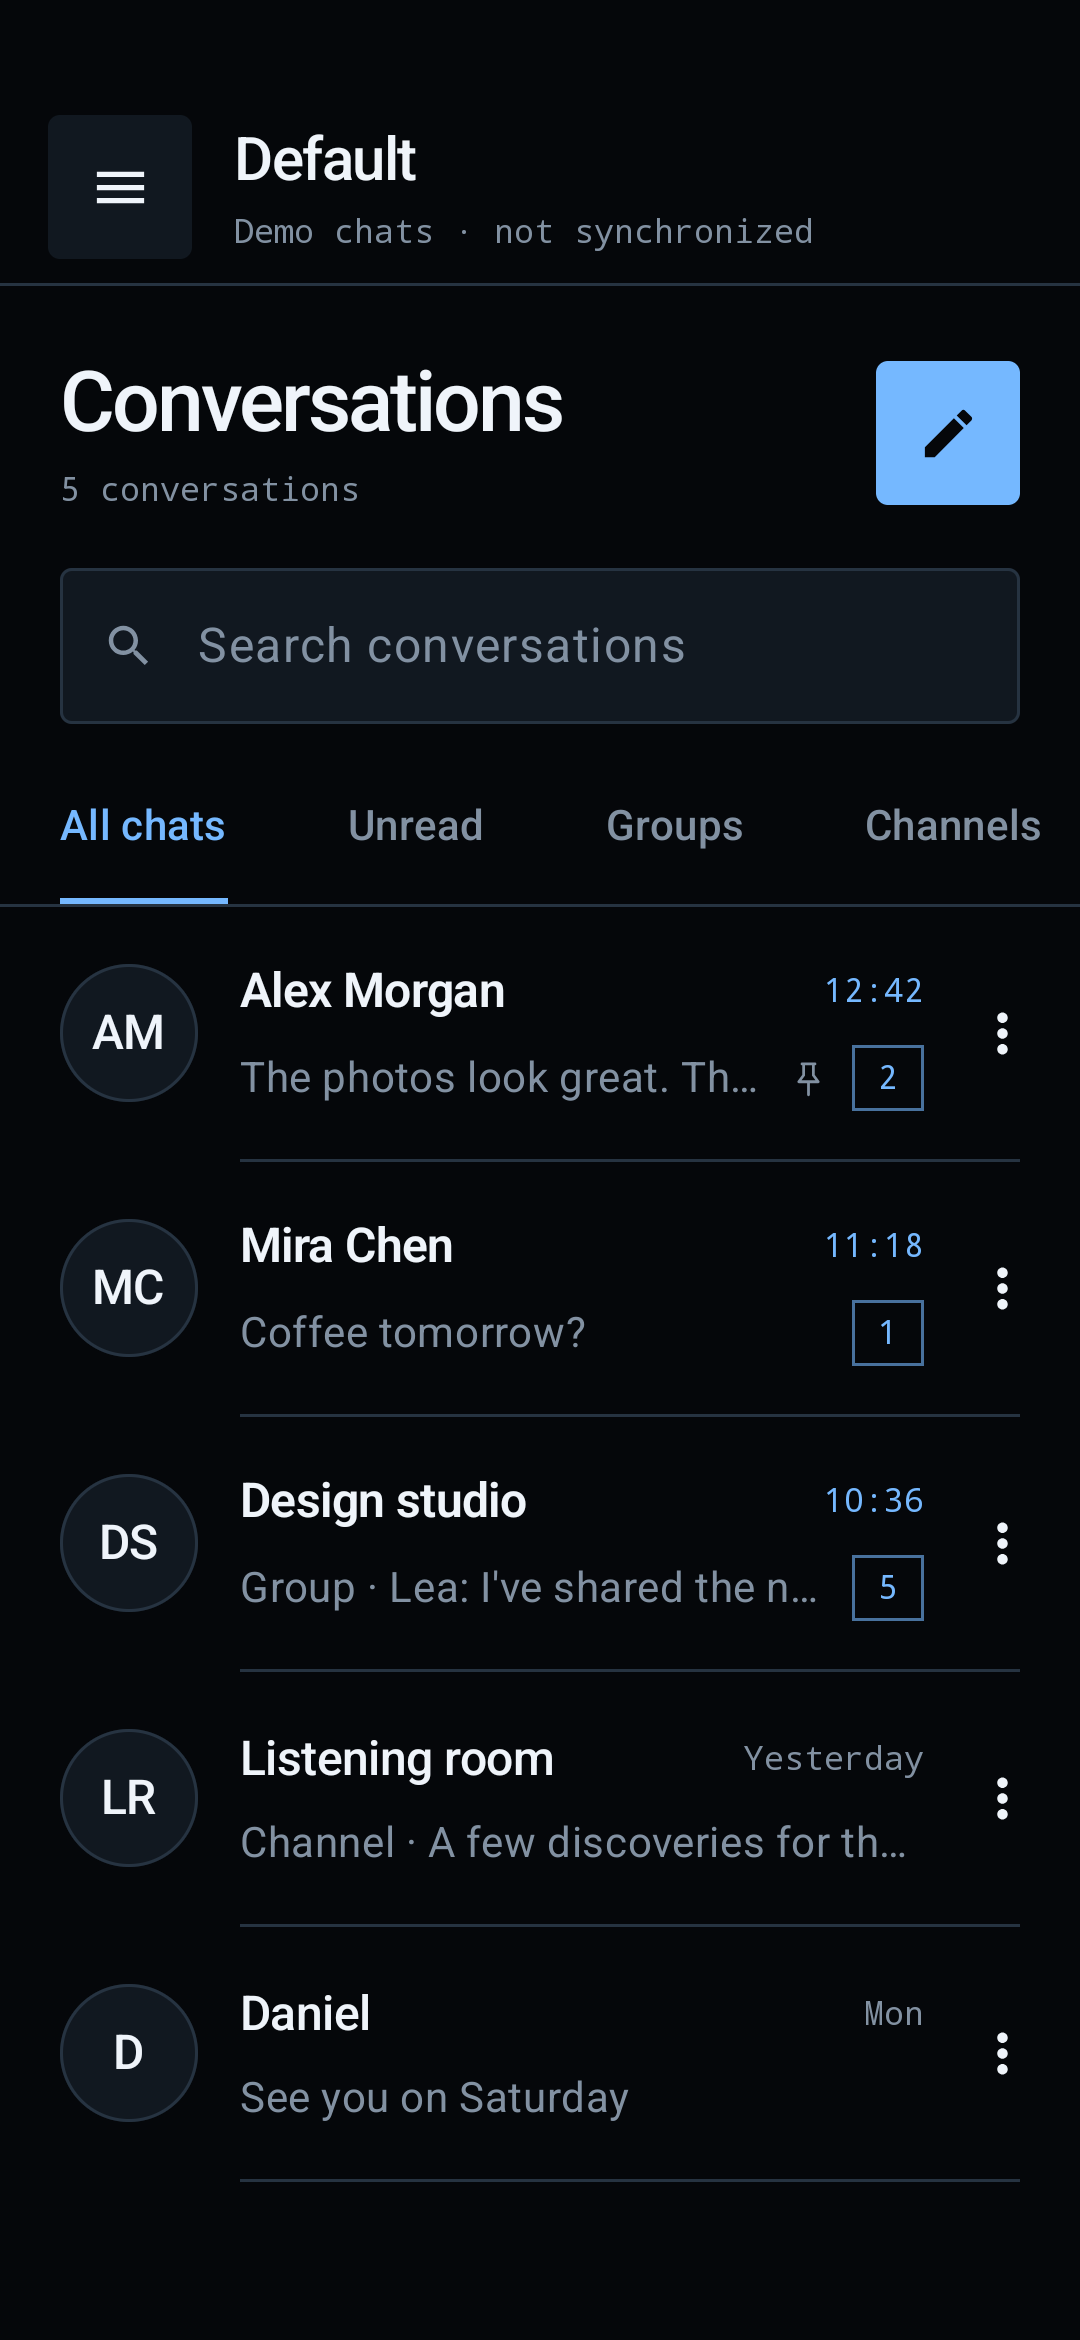 Default
Demo chats · not synchronized
Conversations
5 conversations
Search conversations
All chats Unread Groups Channels
AM Alex Morgan 12:42
The photos look great. Th... 2
MC Mira Chen 11:18
Coffee tomorrow? 1
DS Design studio 10:36
Group · Lea: I've shared the n... 5
LR Listening room Yesterday
Channel · A few discoveries for th...
D Daniel Mon
See you on Saturday